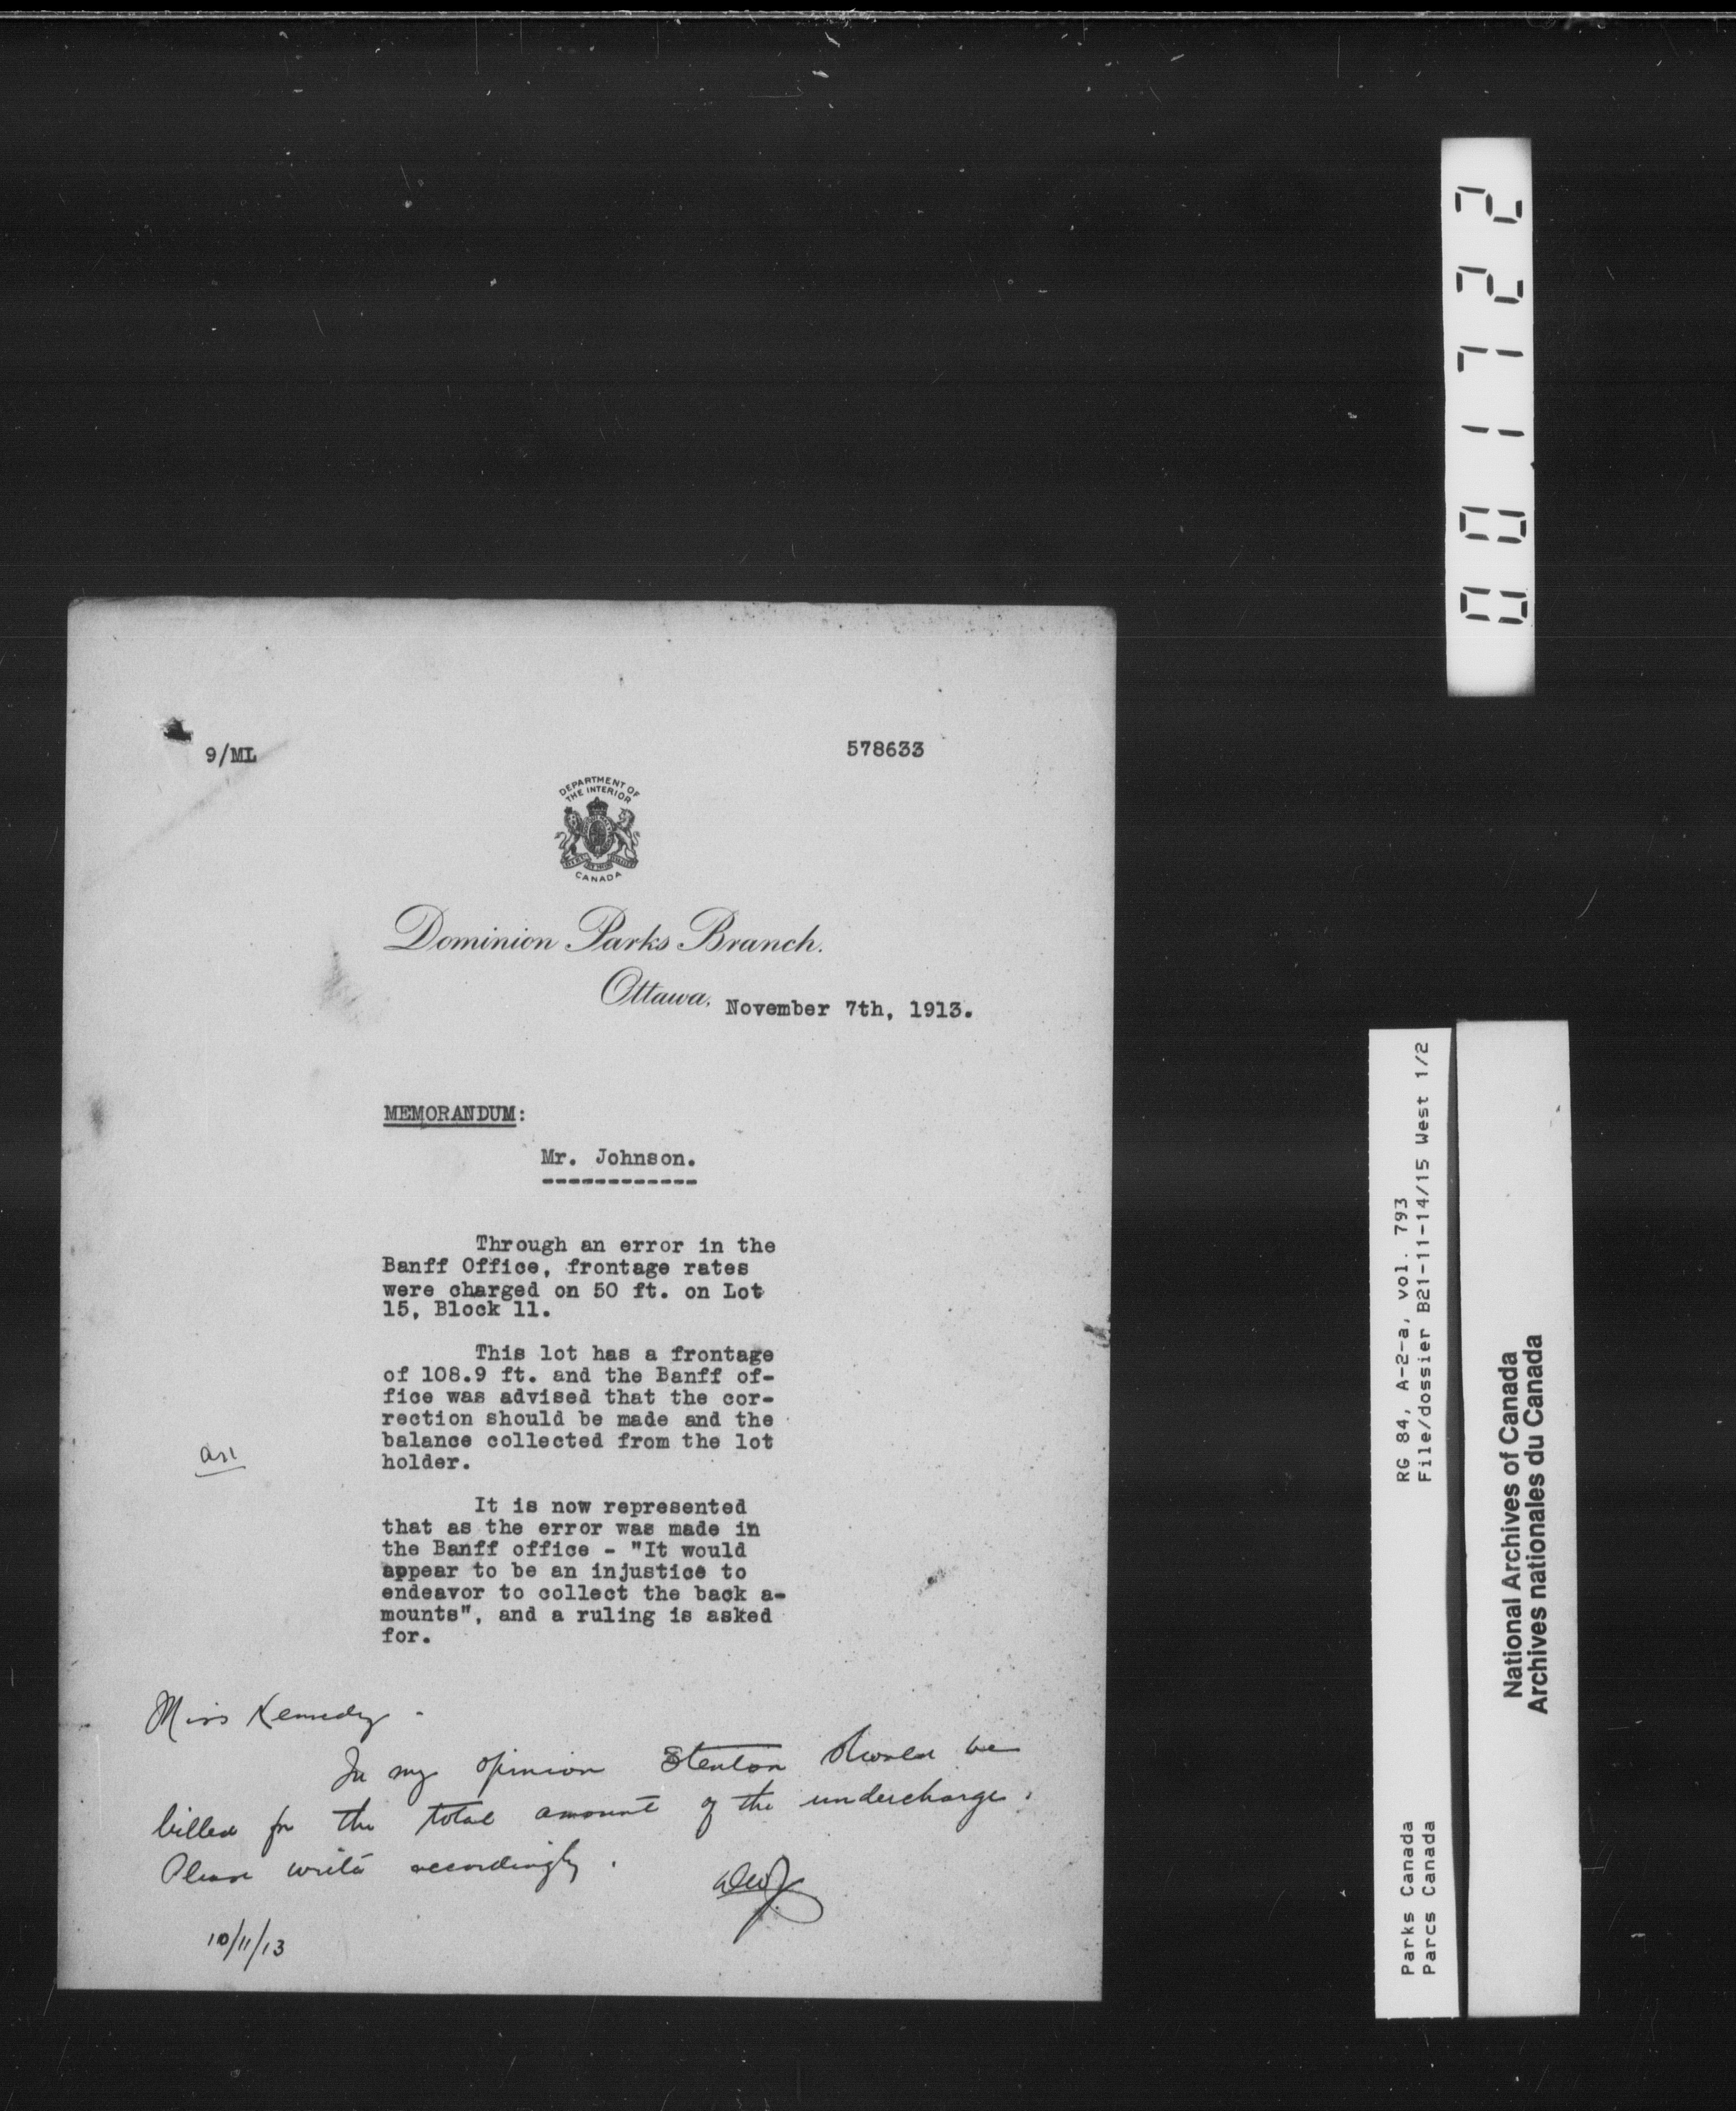 001722
9/ML
578633
DEPARTMENT OF
THE INTERIOR
CANADA
Dominion Parks Branch.
Ottawa, November 7th, 1913.
MEMORANDUM:
Mr. Johnson.
------------
Through an error in the
Banff Office, frontage rates
were charged on 50 ft. on Lot
15, Block 11.
This lot has a frontage
of 108.9 ft. and the Banff of-
fice was advised that the cor-
rection should be made and the
balance collected from the lot
holder.
It is now represented
that as the error was made in
the Banff office - "It would
appear to be an injustice to
endeavor to collect the back a-
mounts", and a ruling is asked
for.
Miss Kennedy -
In my opinion Stenton should be
billed for the total amount of the undercharge.
Please write accordingly.
10/11/13
RG 84, A-2-a, vol. 793
File/dossier B21-11-14/15 West 1/2
Parks Canada
Parcs Canada
National Archives of Canada
Archives nationales du Canada